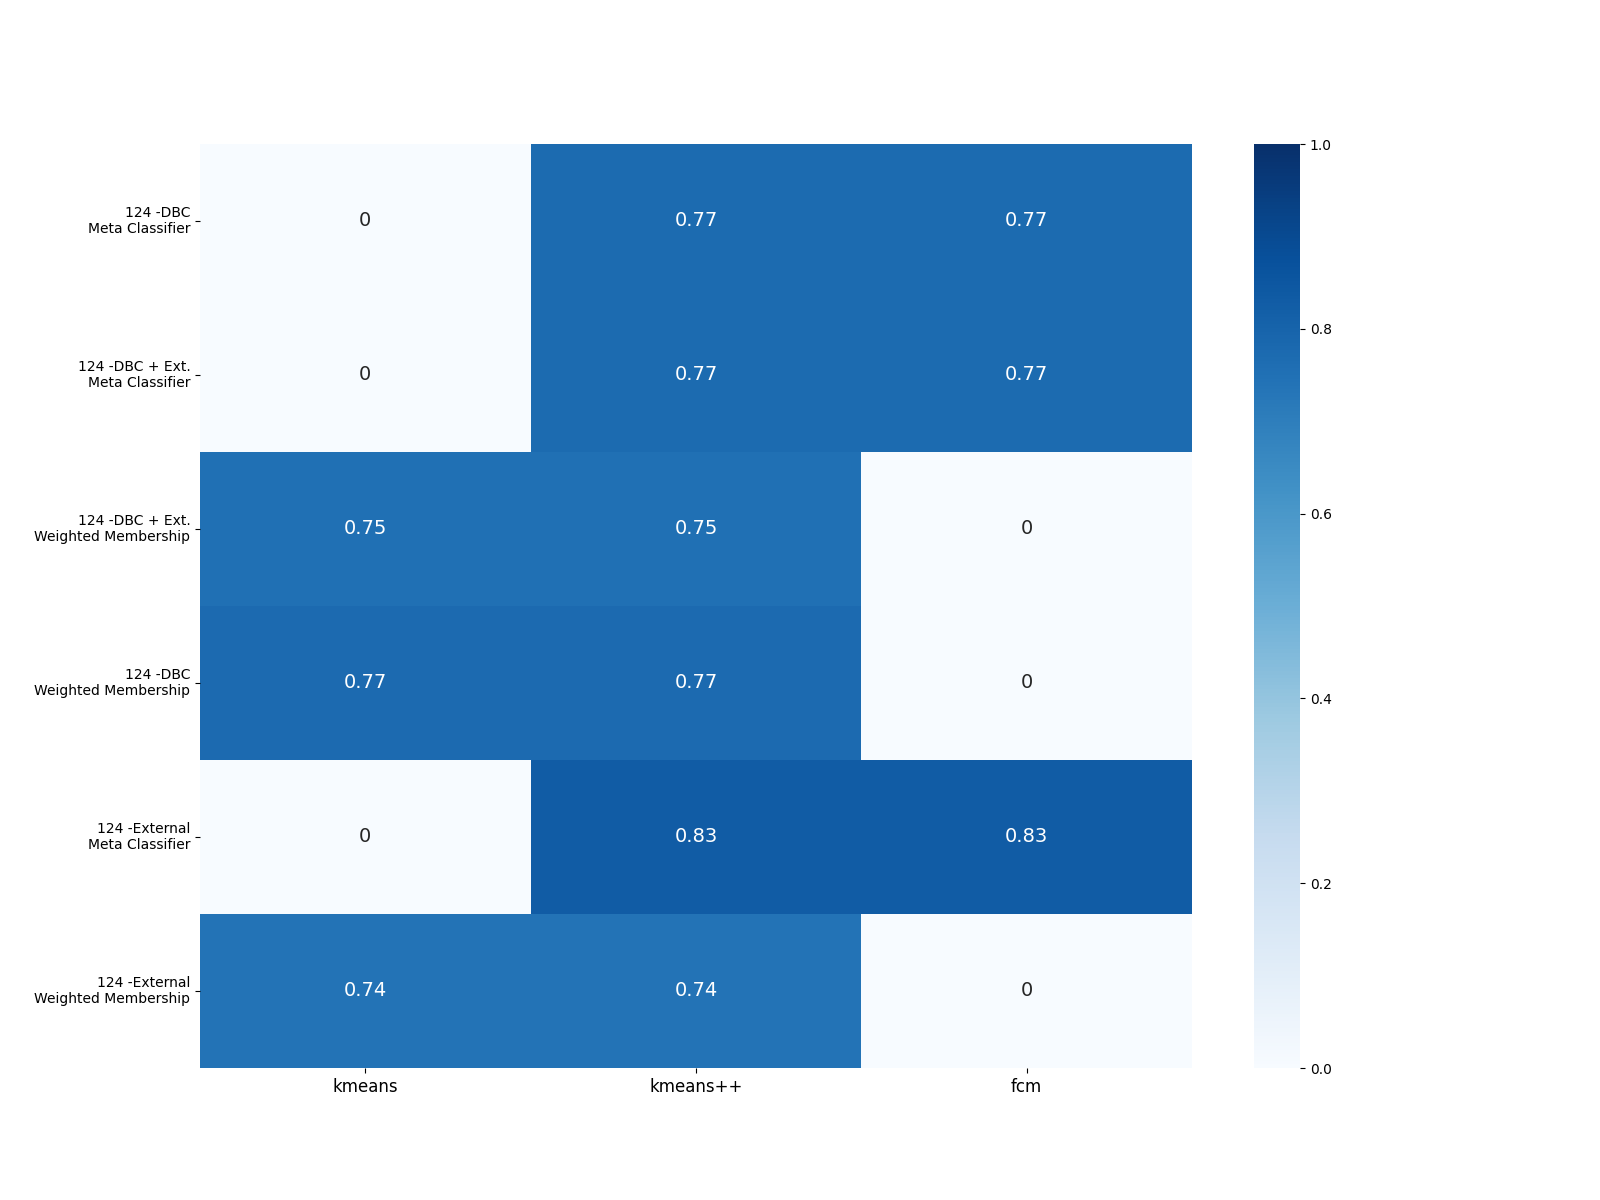 124 -DBC
Meta Classifier
0 0.77 0.77
124 -DBC + Ext.
Meta Classifier
0 0.77 0.77
124 -DBC + Ext.
Weighted Membership
0.75 0.75 0
124 -DBC
Weighted Membership
0.77 0.77 0
124 -External
Meta Classifier
0 0.83 0.83
124 -External
Weighted Membership
0.74 0.74 0
kmeans kmeans++ fcm
1.0
0.8
0.6
0.4
0.2
0.0